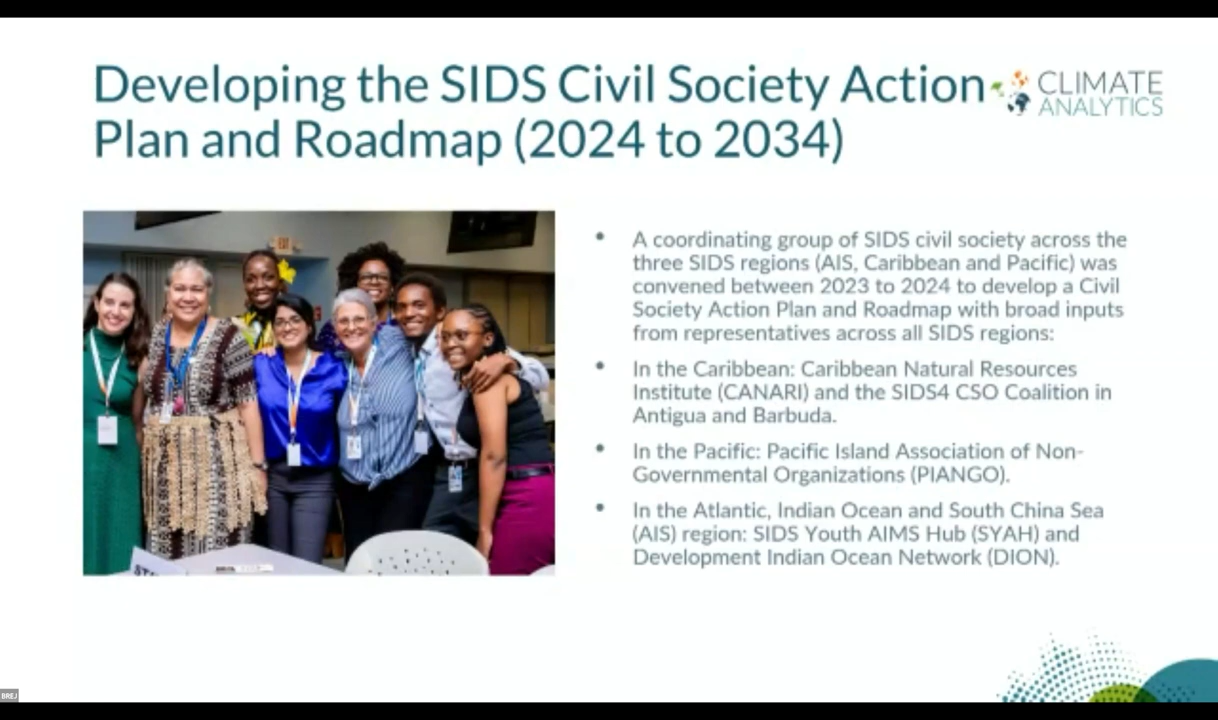 Developing the SIDS Civil Society Action
Plan and Roadmap (2024 to 2034)
CLIMATE
ANALYTICS
• A coordinating group of SIDS civil society across the
three SIDS regions (AIS, Caribbean and Pacific) was
convened between 2023 to 2024 to develop a Civil
Society Action Plan and Roadmap with broad inputs
from representatives across all SIDS regions:
• In the Caribbean: Caribbean Natural Resources
Institute (CANARI) and the SIDS4 CSO Coalition in
Antigua and Barbuda.
• In the Pacific: Pacific Island Association of Non-
Governmental Organizations (PIANGO).
• In the Atlantic, Indian Ocean and South China Sea
(AIS) region: SIDS Youth AIMS Hub (SYAH) and
Development Indian Ocean Network (DION).
BREJ